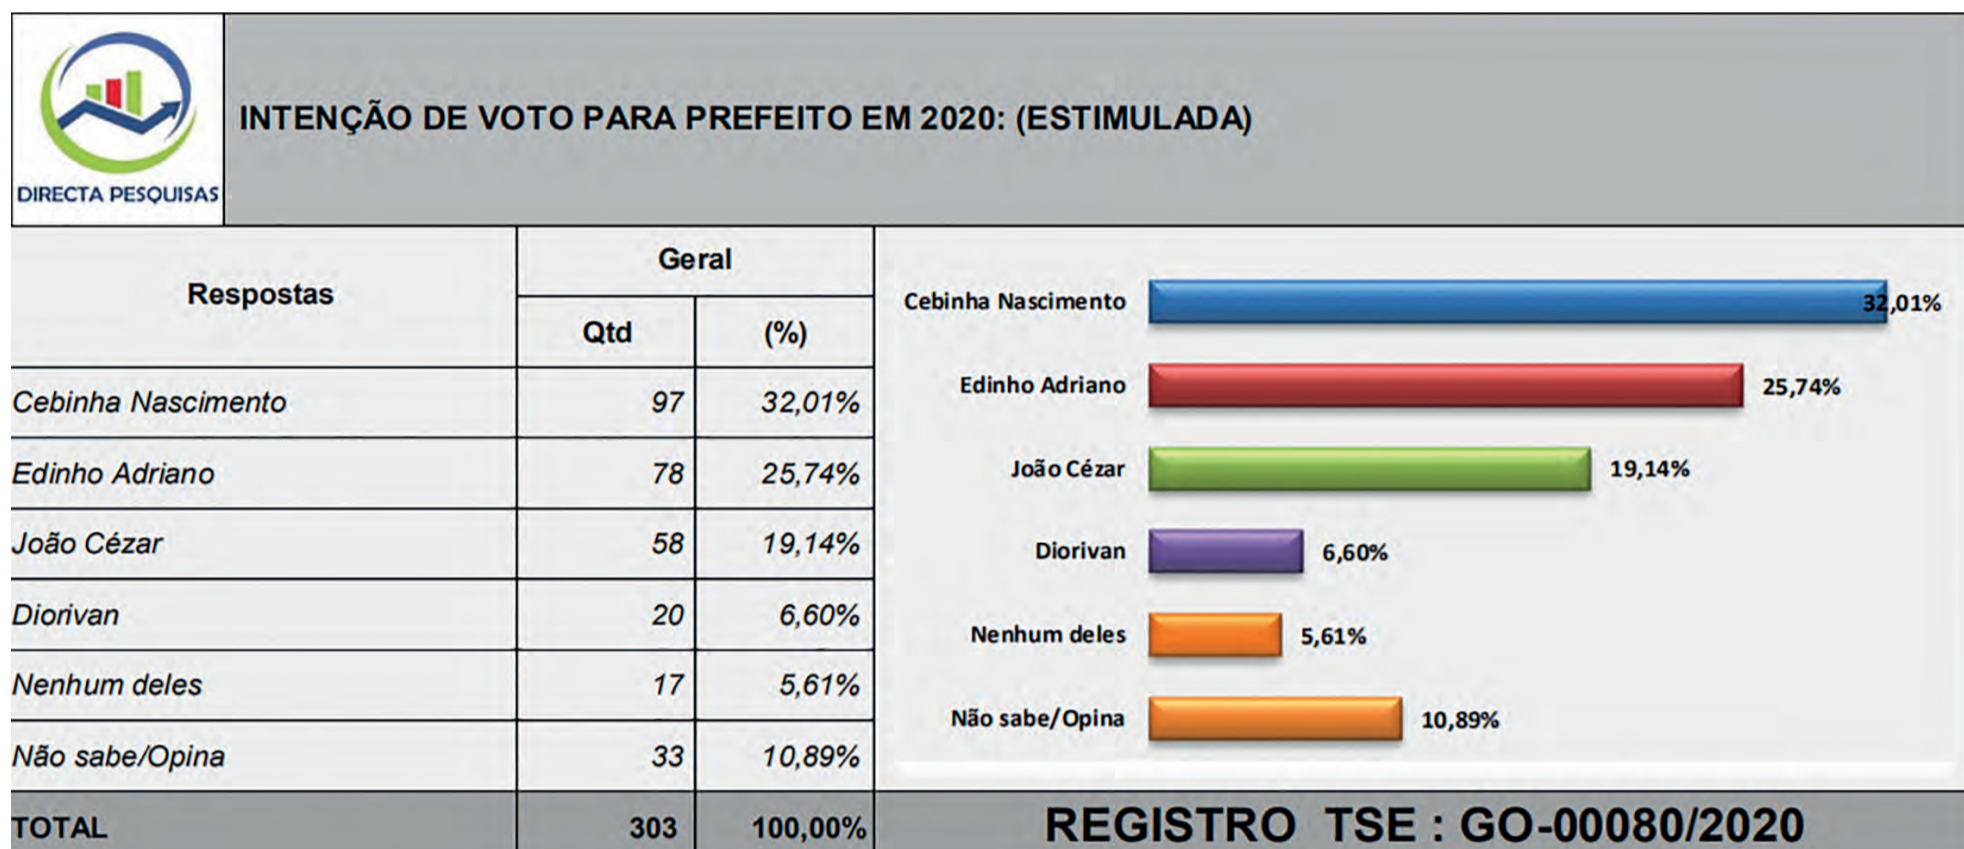 DIRECTA PESQUISAS
INTENÇÃO DE VOTO PARA PREFEITO EM 2020: (ESTIMULADA)
Respostas
Geral
Qtd (%)
Cebinha Nascimento 97 32,01%
Edinho Adriano 78 25,74%
João Cézar 58 19,14%
Diorivan 20 6,60%
Nenhum deles 17 5,61%
Não sabe/Opina 33 10,89%
TOTAL 303 100,00%
Cebinha Nascimento 32,01%
Edinho Adriano 25,74%
João Cézar 19,14%
Diorivan 6,60%
Nenhum deles 5,61%
Não sabe/Opina 10,89%
REGISTRO TSE : GO-00080/2020